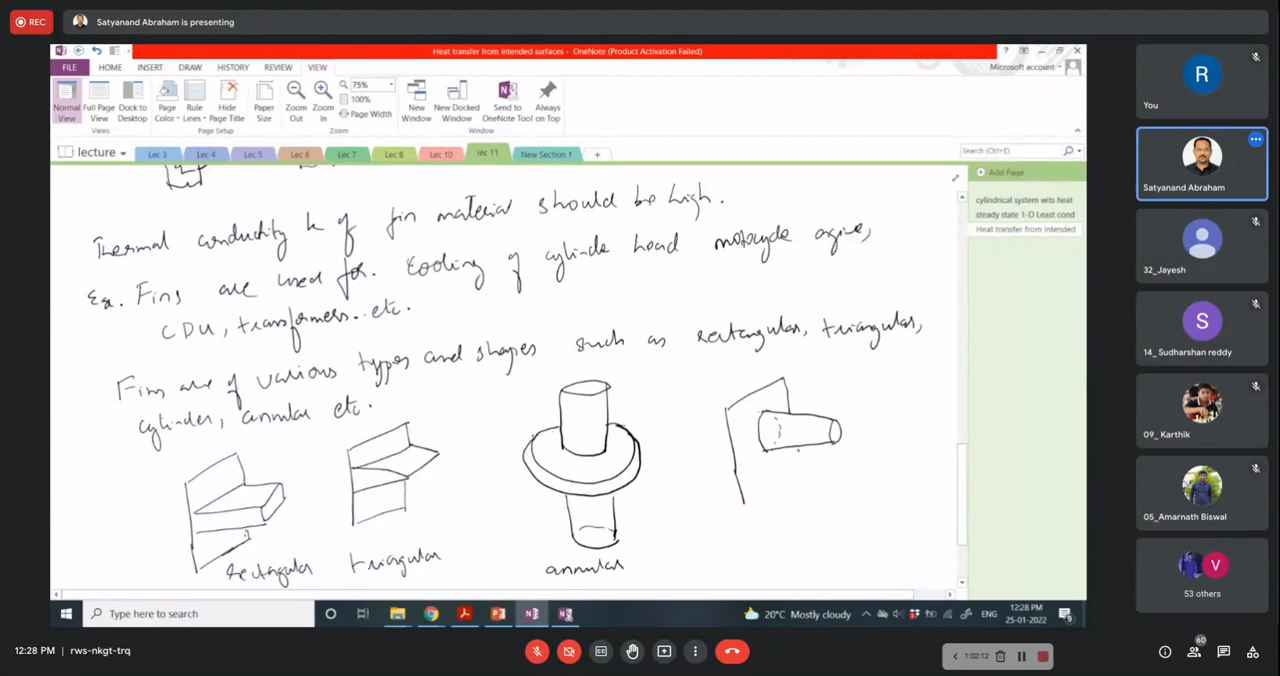 REC
Satyanand Abraham is presenting
Heat transfer from intended surfaces - OneNote (Product Activation Failed)
FILE HOME INSERT DRAW HISTORY REVIEW VIEW
Microsoft account
Normal View
Full Page View
Dock to Desktop
Views
Page Color
Rule Lines
Hide Page Title
Page Setup
Paper Size
Zoom Out
Zoom In
75%
100%
Page Width
Zoom
New Window
New Docked Window
Send to OneNote Tool
Always on Top
Window
lecture
Lec 3 Lec 4 Lec 5 Lec 6 Lec 7 Lec 8 Lec 10 lec 11 New Section 1
Search (Ctrl+E)
Add Page
cylindrical system wits heat
steady state 1-D Least cond
Heat transfer from intended
Thermal conductity k of fin material should be high.
Ex. Fins are used for. Cooling of cylinde head motocycle engine,
CDU, transformers.. etc.
Fins are of various types and shapes such as rectangular, triangular,
cylinder, annular etc.
rectangular
triangular
annular
Type here to search
20°C Mostly cloudy
ENG
12:28 PM
25-01-2022
9
R
You
Satyanand Abraham
32_Jayesh
S
14_ Sudharshan reddy
09_ Karthik
05_Amarnath Biswal
V
53 others
12:28 PM | rws-nkgt-trq
1:02:12
60